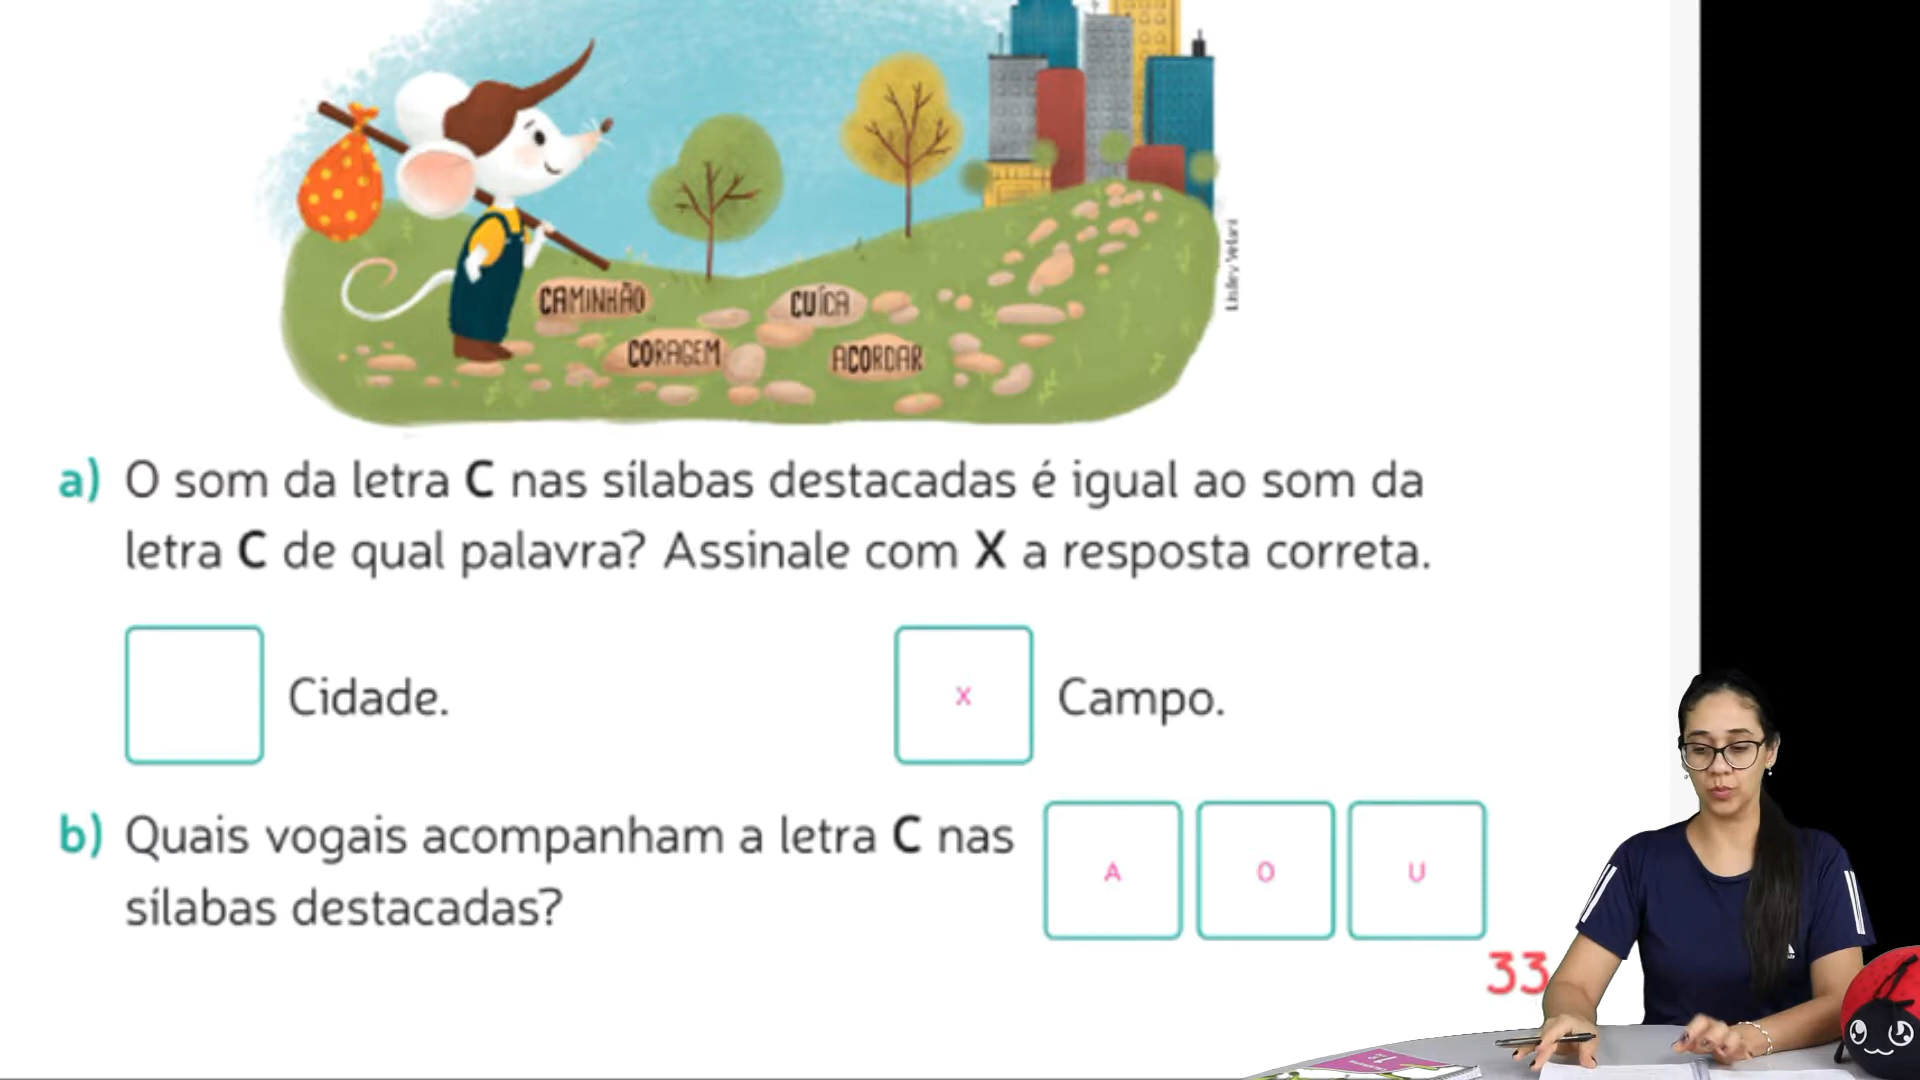 CAMINHÃO
CUÍCA
CORAGEM
ACORDAR
a) O som da letra C nas sílabas destacadas é igual ao som da
letra C de qual palavra? Assinale com X a resposta correta.
Cidade.
X Campo.
b) Quais vogais acompanham a letra C nas
sílabas destacadas?
A O U
33